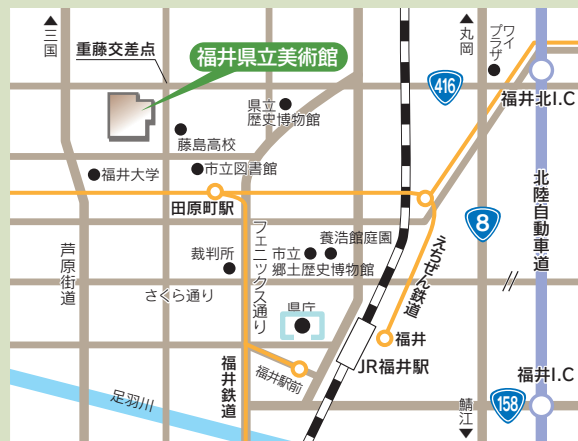 ▲三国
重藤交差点
福井県立美術館
▲丸岡
ワイ
プラザ
416
福井北I.C
県立
歴史博物館
藤島高校
福井大学
市立図書館
田原町駅
北陸自動車道
8
芦原街道
裁判所
さくら通り
フェニックス通り
養浩館庭園
市立
郷土歴史博物館
えちぜん鉄道
県庁
福井
JR福井駅
福井駅前
福井鉄道
足羽川
福井I.C
158
鯖江▼